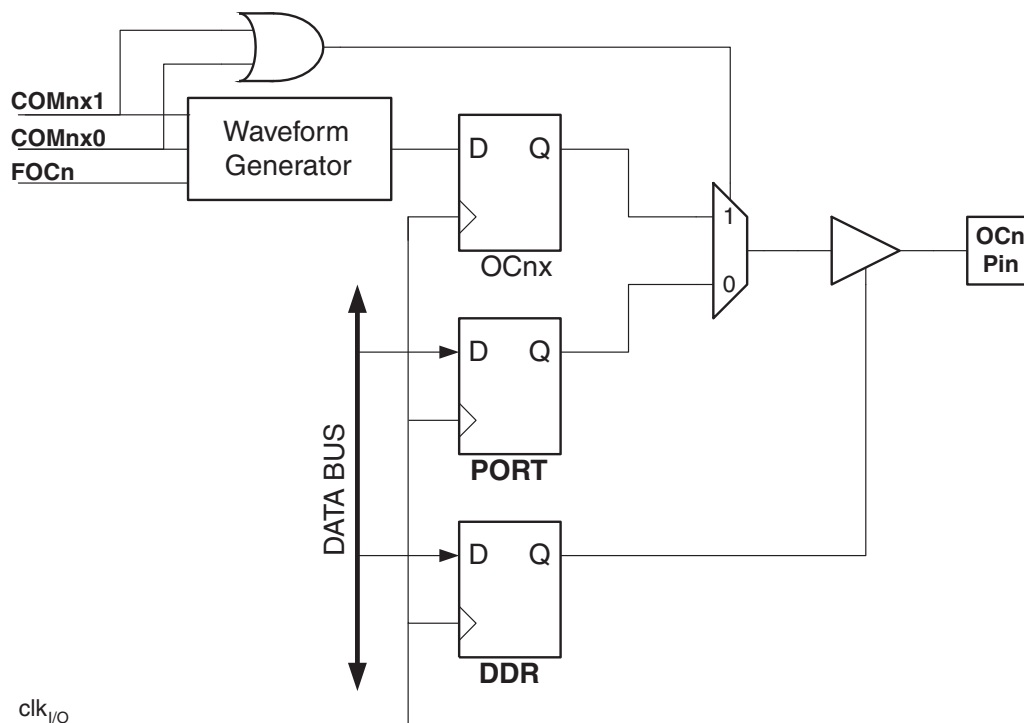 COMnx1
COMnx0
FOCn
Waveform
Generator
D Q
OCnx
1
0
OCn
Pin
D Q
PORT
DATA BUS
D Q
DDR
clkI/O